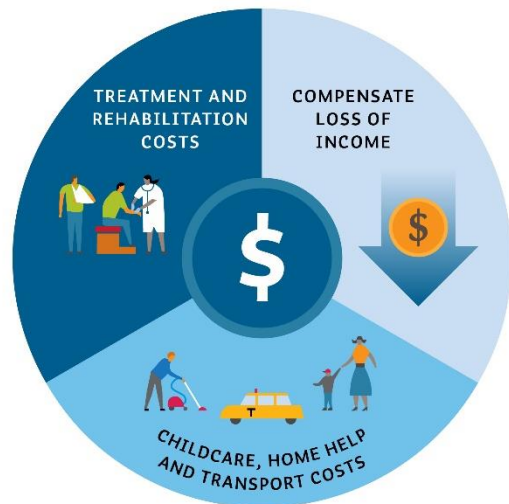 TREATMENT AND
REHABILITATION
COSTS
COMPENSATE
LOSS OF
INCOME
$
$
T
CHILDCARE, HOME HELP
AND TRANSPORT COSTS